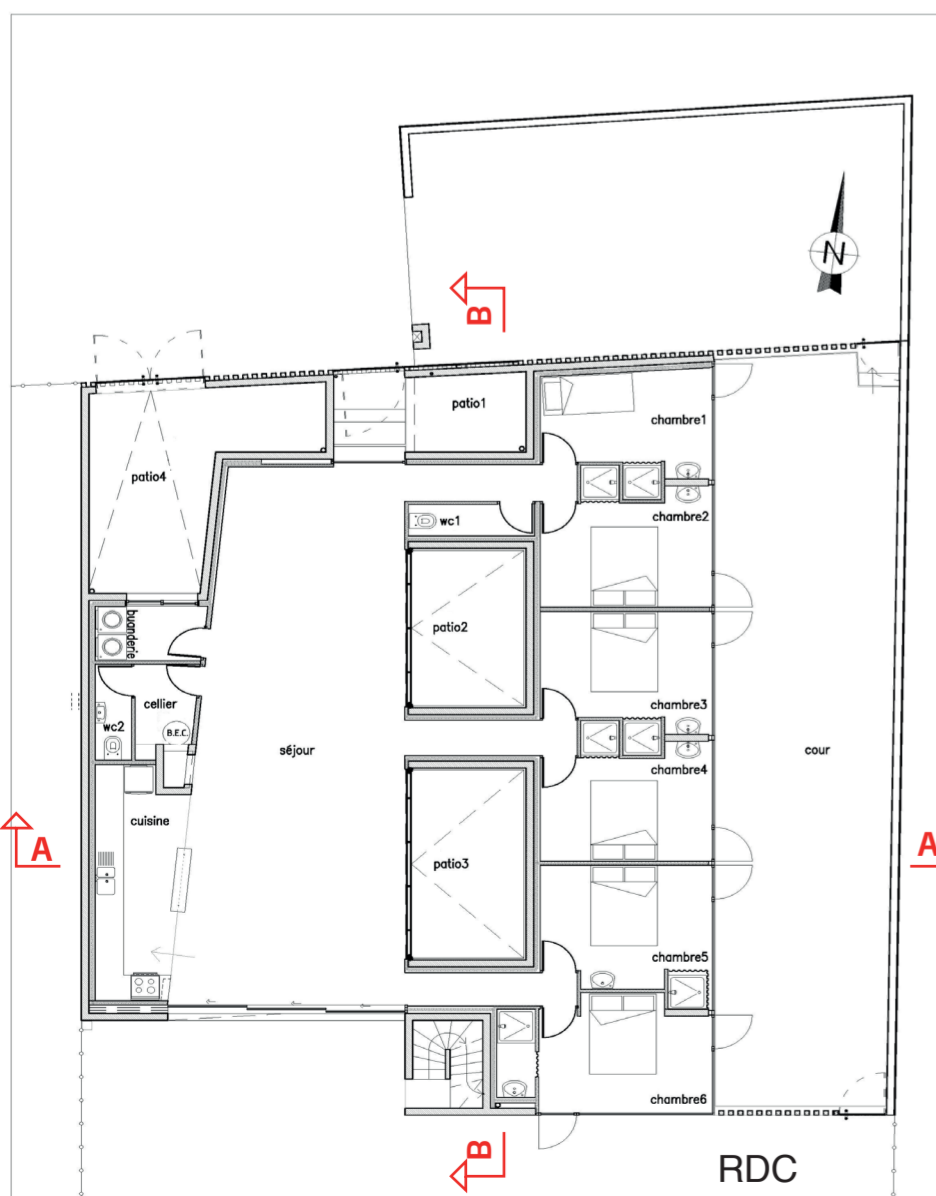 N
B
patio1
chambre1
patio4
chambre2
wc1
buanderie
patio2
cellier
chambre3
wc2
B.E.C.
séjour
cour
chambre4
cuisine
A
A
patio3
chambre5
chambre6
B
RDC